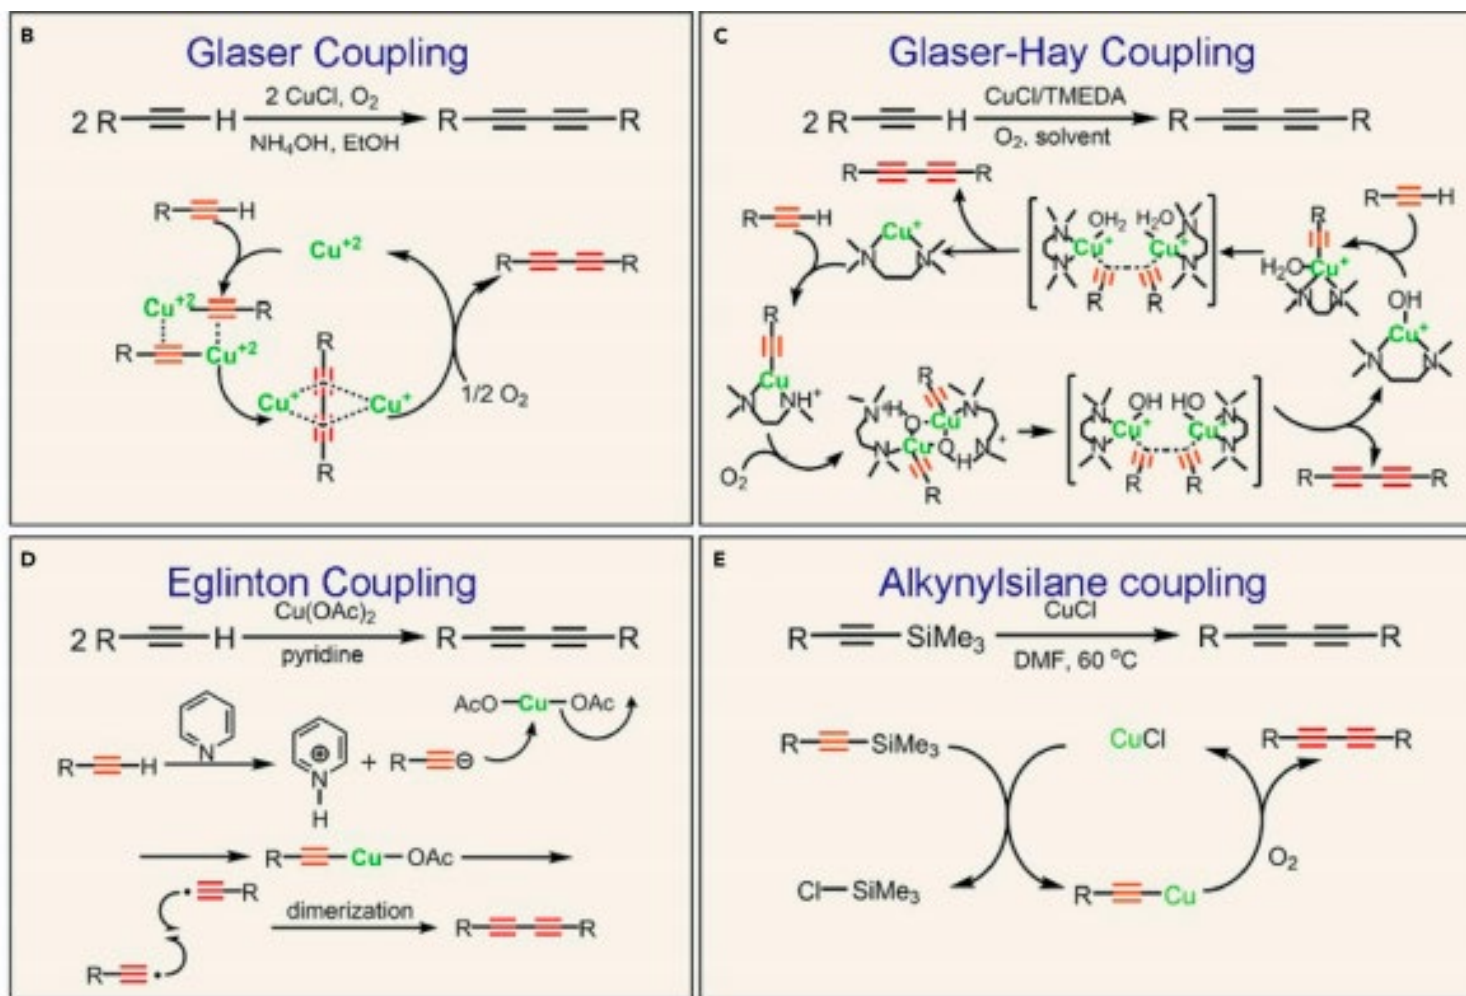 B
Glaser Coupling
2 CuCl, O2
2 R H R R
NH4OH, EtOH
R H
Cu+2
R R
Cu+2
R
R Cu+2
R
Cu+ Cu+
1/2 O2
R
C
Glaser-Hay Coupling
CuCl/TMEDA
2 R H R R
O2, solvent
R R
R H
Cu+
N N
OH2 H2O
N N
Cu+ Cu+
N N
R R
R H
R
H2O Cu+
N N
OH
Cu+
N N
R
Cu
N NH+
O2
R
N +H O Cu N
N Cu O H N +
R
OH HO
N N
Cu+ Cu+
N N
R R
R R
D
Eglinton Coupling
Cu(OAc)2
2 R H R R
pyridine
AcO Cu OAc
N
R H + R ⊖
⊕
N
H
R Cu OAc
R
dimerization
R R
R
E
Alkynylsilane coupling
CuCl
R SiMe3 R R
DMF, 60 °C
R SiMe3
CuCl
R R
O2
Cl SiMe3
R Cu